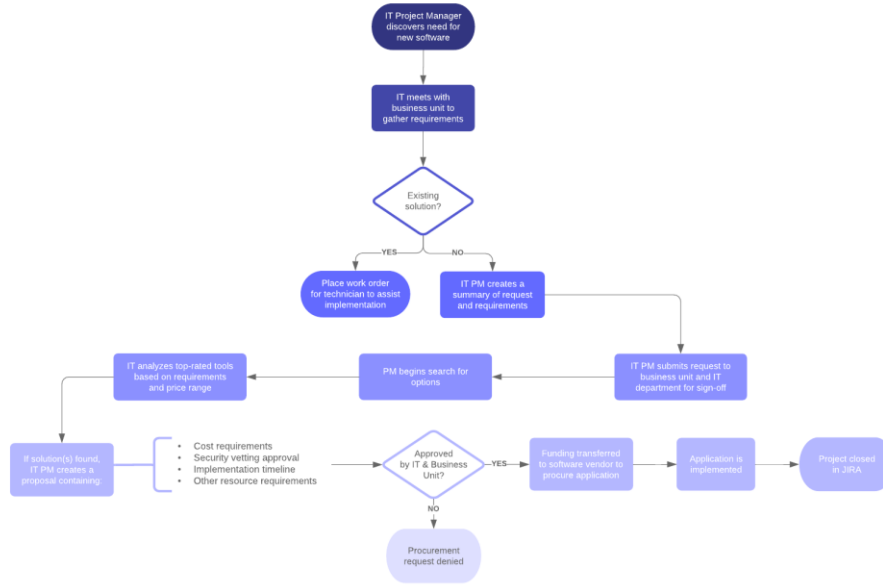 IT Project Manager
discovers need for
new software
IT meets with
business unit to
gather requirements
Existing
solution?
YES
NO
Place work order
for technician to assist
implementation
IT PM creates a
summary of request
and requirements
IT PM submits request to
business unit and IT
department for sign-off
PM begins search for
options
IT analyzes top-rated tools
based on requirements
and price range
If solution(s) found,
IT PM creates a
proposal containing:
• Cost requirements
• Security vetting approval
• Implementation timeline
• Other resource requirements
Approved
by IT & Business
Unit?
YES
Funding transferred
to software vendor to
procure application
Application is
implemented
Project closed
in JIRA
NO
Procurement
request denied